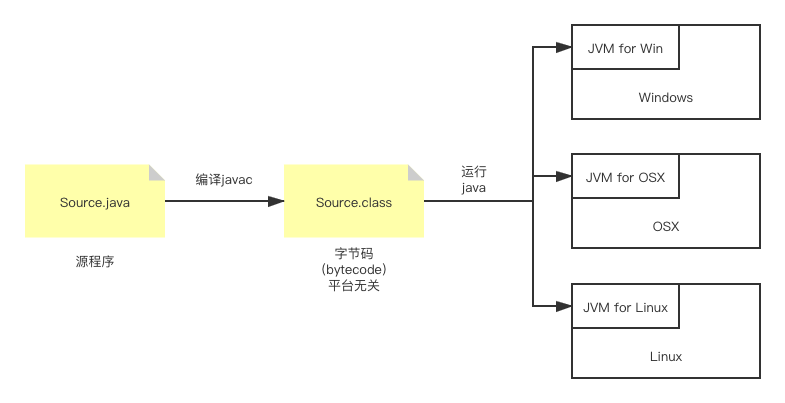 Source.java
源程序
编译javac
Source.class
字节码
(bytecode)
平台无关
运行
java
JVM for Win
Windows
JVM for OSX
OSX
JVM for Linux
Linux